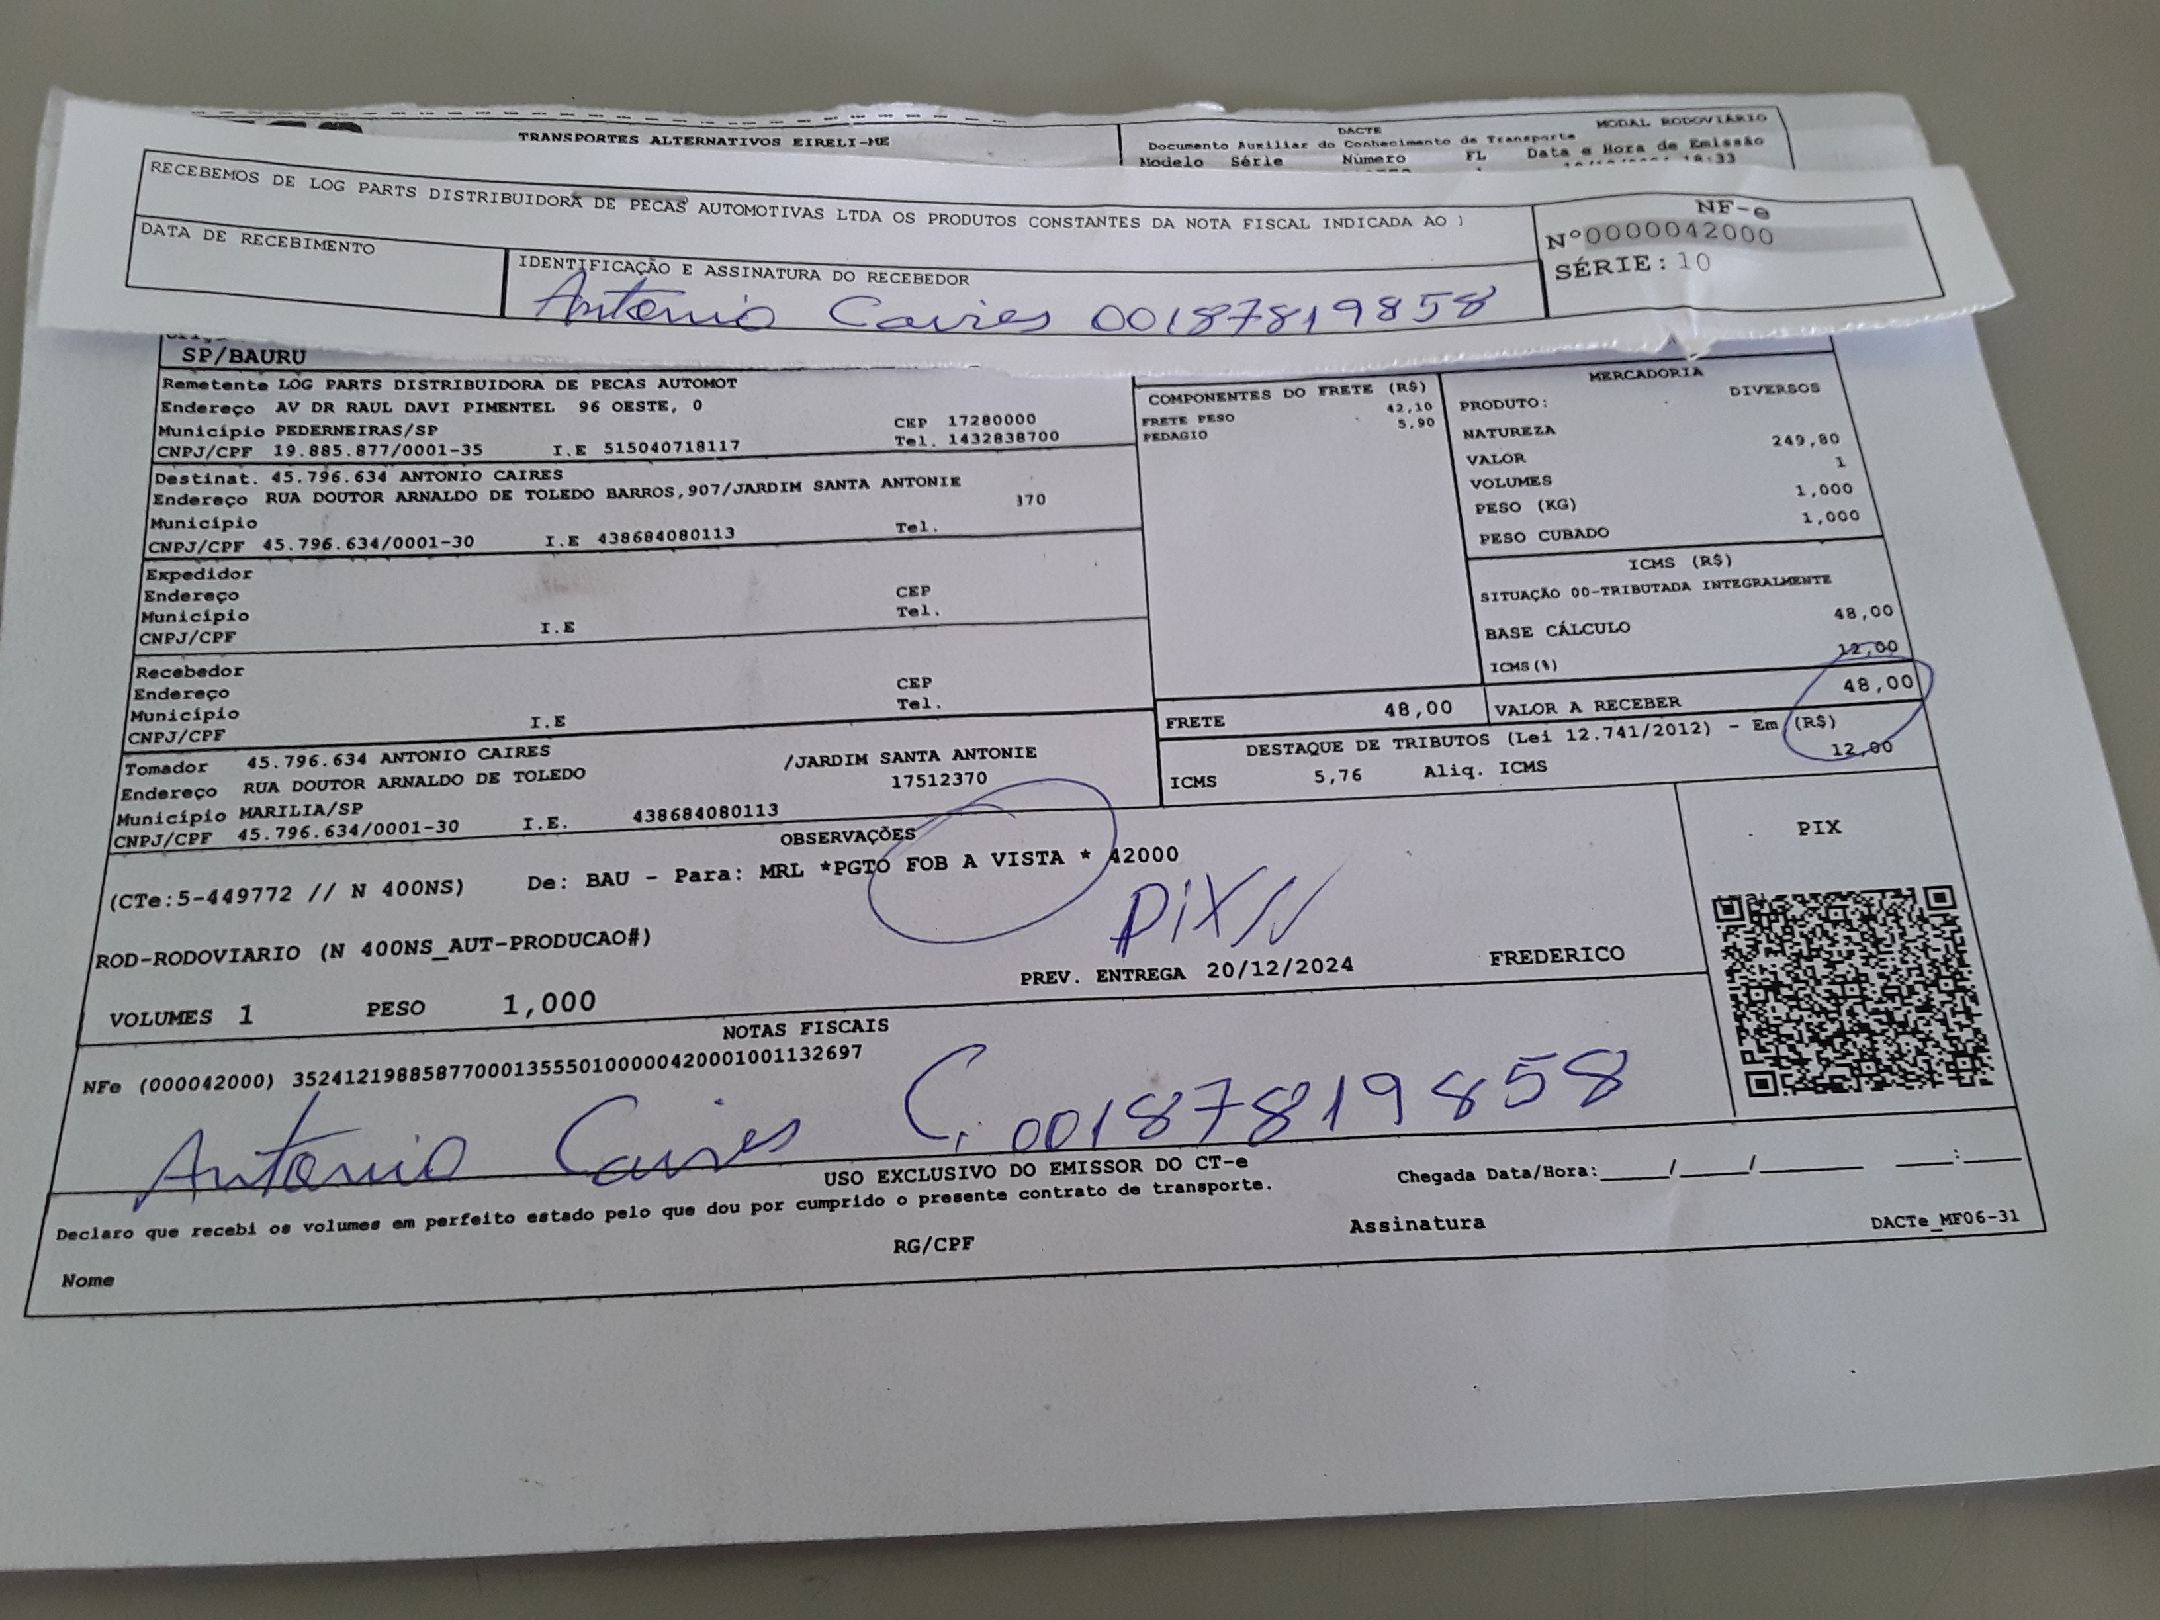 TRANSPORTES ALTERNATIVOS EIRELI-ME
DACTE
MODAL RODOVIÁRIO
Documento Auxiliar do Conhecimento de Transporte
Modelo Série Número FL Data e Hora de Emissão
18:33
RECEBEMOS DE LOG PARTS DISTRIBUIDORA DE PECAS AUTOMOTIVAS LTDA OS PRODUTOS CONSTANTES DA NOTA FISCAL INDICADA AO
DATA DE RECEBIMENTO
IDENTIFICAÇÃO E ASSINATURA DO RECEBEDOR
Antonio Caires 00187819858
NF-e
Nº0000042000
SÉRIE:10
SP/BAURU
Remetente LOG PARTS DISTRIBUIDORA DE PECAS AUTOMOT
Endereço AV DR RAUL DAVI PIMENTEL 96 OESTE, 0
Município PEDERNEIRAS/SP CEP 17280000
CNPJ/CPF 19.885.877/0001-35 I.E 515040718117 Tel. 1432838700
Destinat. 45.796.634 ANTONIO CAIRES
Endereço RUA DOUTOR ARNALDO DE TOLEDO BARROS,907/JARDIM SANTA ANTONIE
370
Município
CNPJ/CPF 45.796.634/0001-30 I.E 438684080113 Tel.
Expedidor
Endereço CEP
Município Tel.
CNPJ/CPF I.E
Recebedor
Endereço CEP
Município Tel.
CNPJ/CPF I.E
Tomador 45.796.634 ANTONIO CAIRES
Endereço RUA DOUTOR ARNALDO DE TOLEDO /JARDIM SANTA ANTONIE
Município MARILIA/SP 17512370
CNPJ/CPF 45.796.634/0001-30 I.E. 438684080113
COMPONENTES DO FRETE (R$)
FRETE PESO 42,10
PEDAGIO 5,90
MERCADORIA
PRODUTO: DIVERSOS
NATUREZA
VALOR 249,80
VOLUMES 1
PESO (KG) 1,000
PESO CUBADO 1,000
ICMS (R$)
SITUAÇÃO 00-TRIBUTADA INTEGRALMENTE
BASE CÁLCULO 48,00
ICMS(%) 12,00
FRETE 48,00 VALOR A RECEBER 48,00
DESTAQUE DE TRIBUTOS (Lei 12.741/2012) - Em (R$)
ICMS 5,76 Aliq. ICMS 12,00
OBSERVAÇÕES
(CTe:5-449772 // N 400NS) De: BAU - Para: MRL *PGTO FOB A VISTA * 42000
PIX
ROD-RODOVIARIO (N 400NS_AUT-PRODUCAO#)
PREV. ENTREGA 20/12/2024 FREDERICO
VOLUMES 1 PESO 1,000
PIX
NOTAS FISCAIS
NFe (000042000) 35241219885877000135550100000420001001132697
Antonio Caires C. 00187819858
USO EXCLUSIVO DO EMISSOR DO CT-e
Declaro que recebi os volumes em perfeito estado pelo que dou por cumprido o presente contrato de transporte.
Chegada Data/Hora:_____/_____/_______ ____:____
Nome RG/CPF Assinatura DACTe_MF06-31